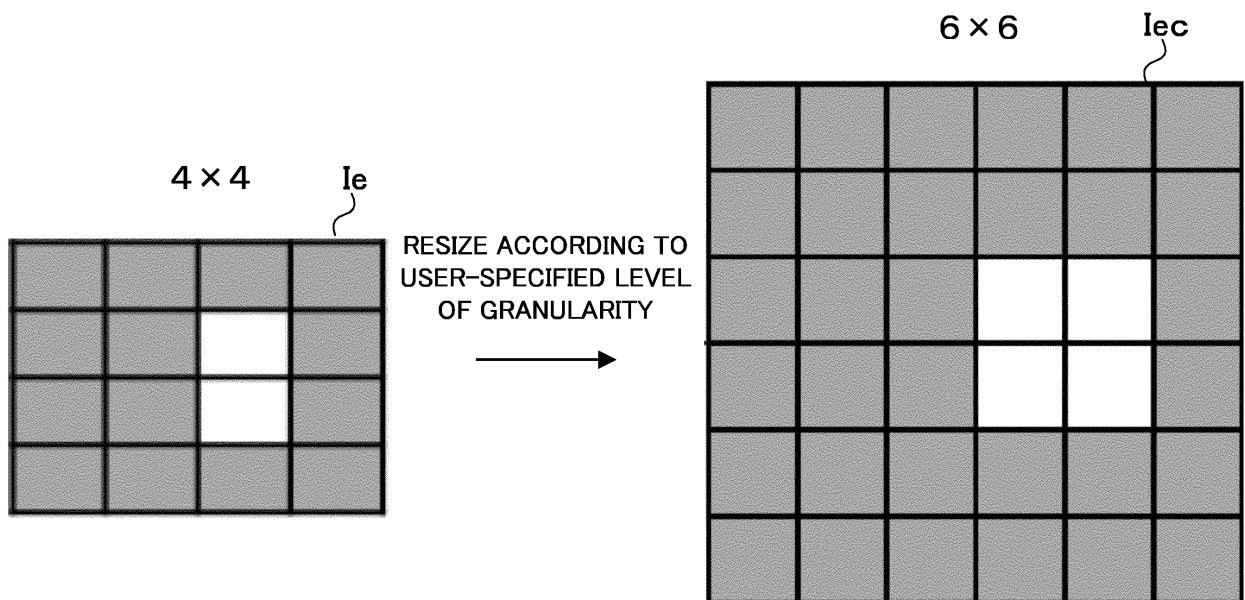 6×6
Iec
4×4
Ie
RESIZE ACCORDING TO
USER-SPECIFIED LEVEL
OF GRANULARITY